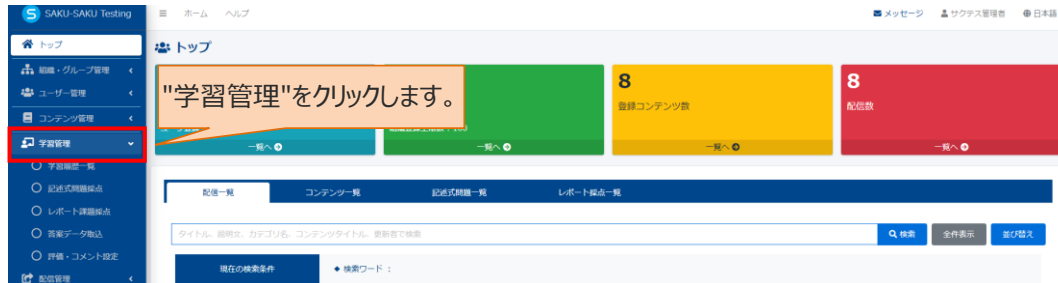 SAKU-SAKU Testing
ホーム ヘルプ
メッセージ サクテス管理者 日本語
トップ
トップ
組織・グループ管理
ユーザー管理
コンテンツ管理
学習管理
学習履歴一覧
記述式問題採点
レポート課題採点
答案データ取込
評価・コメント設定
配信管理
"学習管理"をクリックします。
一覧へ
一覧へ
8
登録コンテンツ数
一覧へ
8
配信数
一覧へ
配信一覧 コンテンツ一覧 記述式問題一覧 レポート採点一覧
タイトル、説明文、カテゴリ名、コンテンツタイトル、更新者で検索
検索 全件表示 並び替え
現在の検索条件 ◆ 検索ワード :